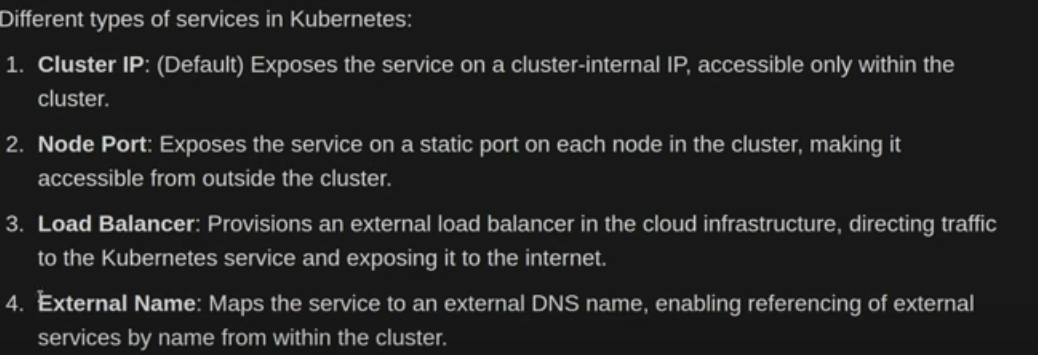 Different types of services in Kubernetes:
1. Cluster IP: (Default) Exposes the service on a cluster-internal IP, accessible only within the
cluster.
2. Node Port: Exposes the service on a static port on each node in the cluster, making it
accessible from outside the cluster.
3. Load Balancer: Provisions an external load balancer in the cloud infrastructure, directing traffic
to the Kubernetes service and exposing it to the internet.
4. External Name: Maps the service to an external DNS name, enabling referencing of external
services by name from within the cluster.